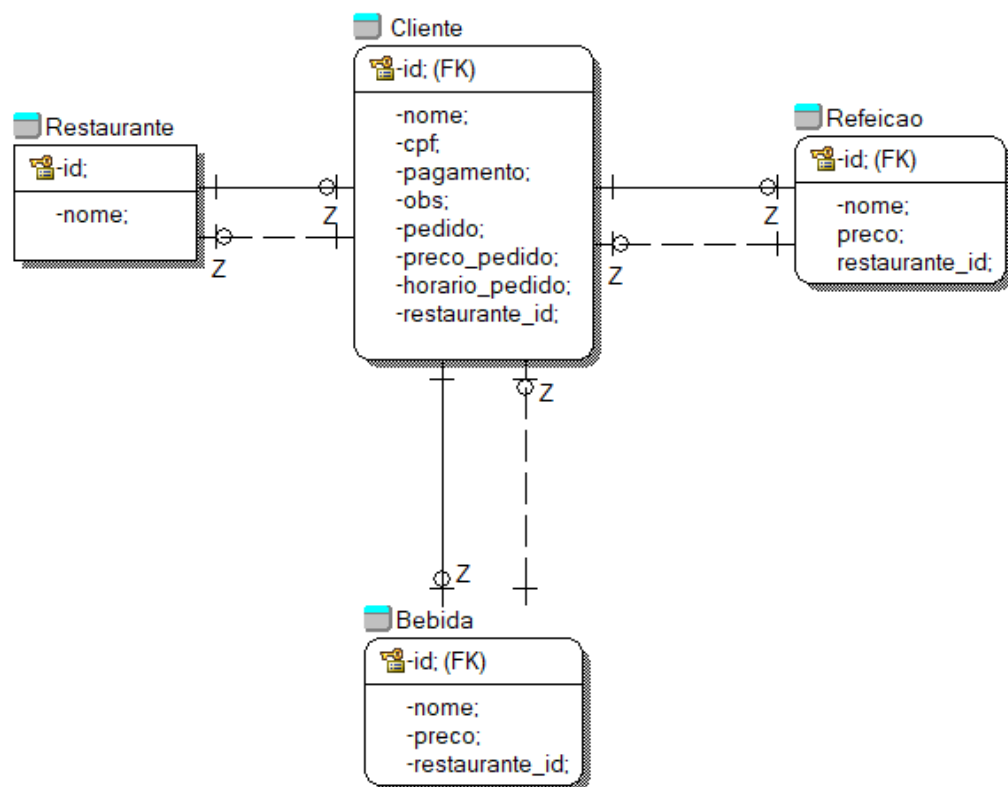 Cliente
-id; (FK)
-nome;
-cpf;
-pagamento;
-obs;
-pedido;
-preco_pedido;
-horario_pedido;
-restaurante_id;
Restaurante
-id;
-nome;
Refeicao
-id; (FK)
-nome;
preco;
restaurante_id;
Z
Z
Z
Z
Z
Z
Bebida
-id; (FK)
-nome;
-preco;
-restaurante_id;